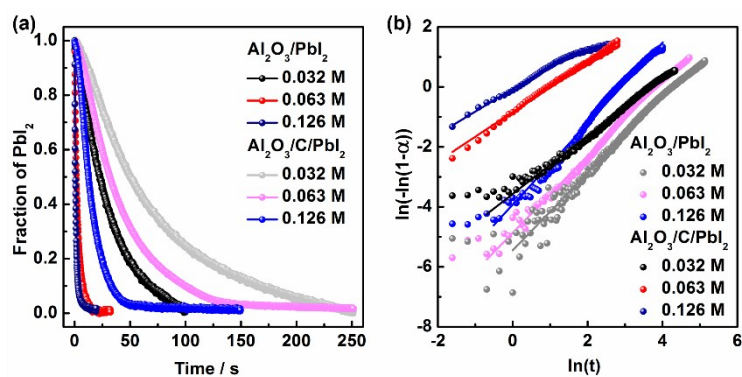 (a)
Fraction of PbI₂
1.0
0.8
0.6
0.4
0.2
0.0
Al₂O₃/PbI₂
0.032 M
0.063 M
0.126 M
Al₂O₃/C/PbI₂
0.032 M
0.063 M
0.126 M
0 50 100 150 200 250
Time / s
(b)
ln(-ln(1-α))
2
0
-2
-4
-6
-8
Al₂O₃/PbI₂
0.032 M
0.063 M
0.126 M
Al₂O₃/C/PbI₂
0.032 M
0.063 M
0.126 M
-2 0 2 4 6
ln(t)